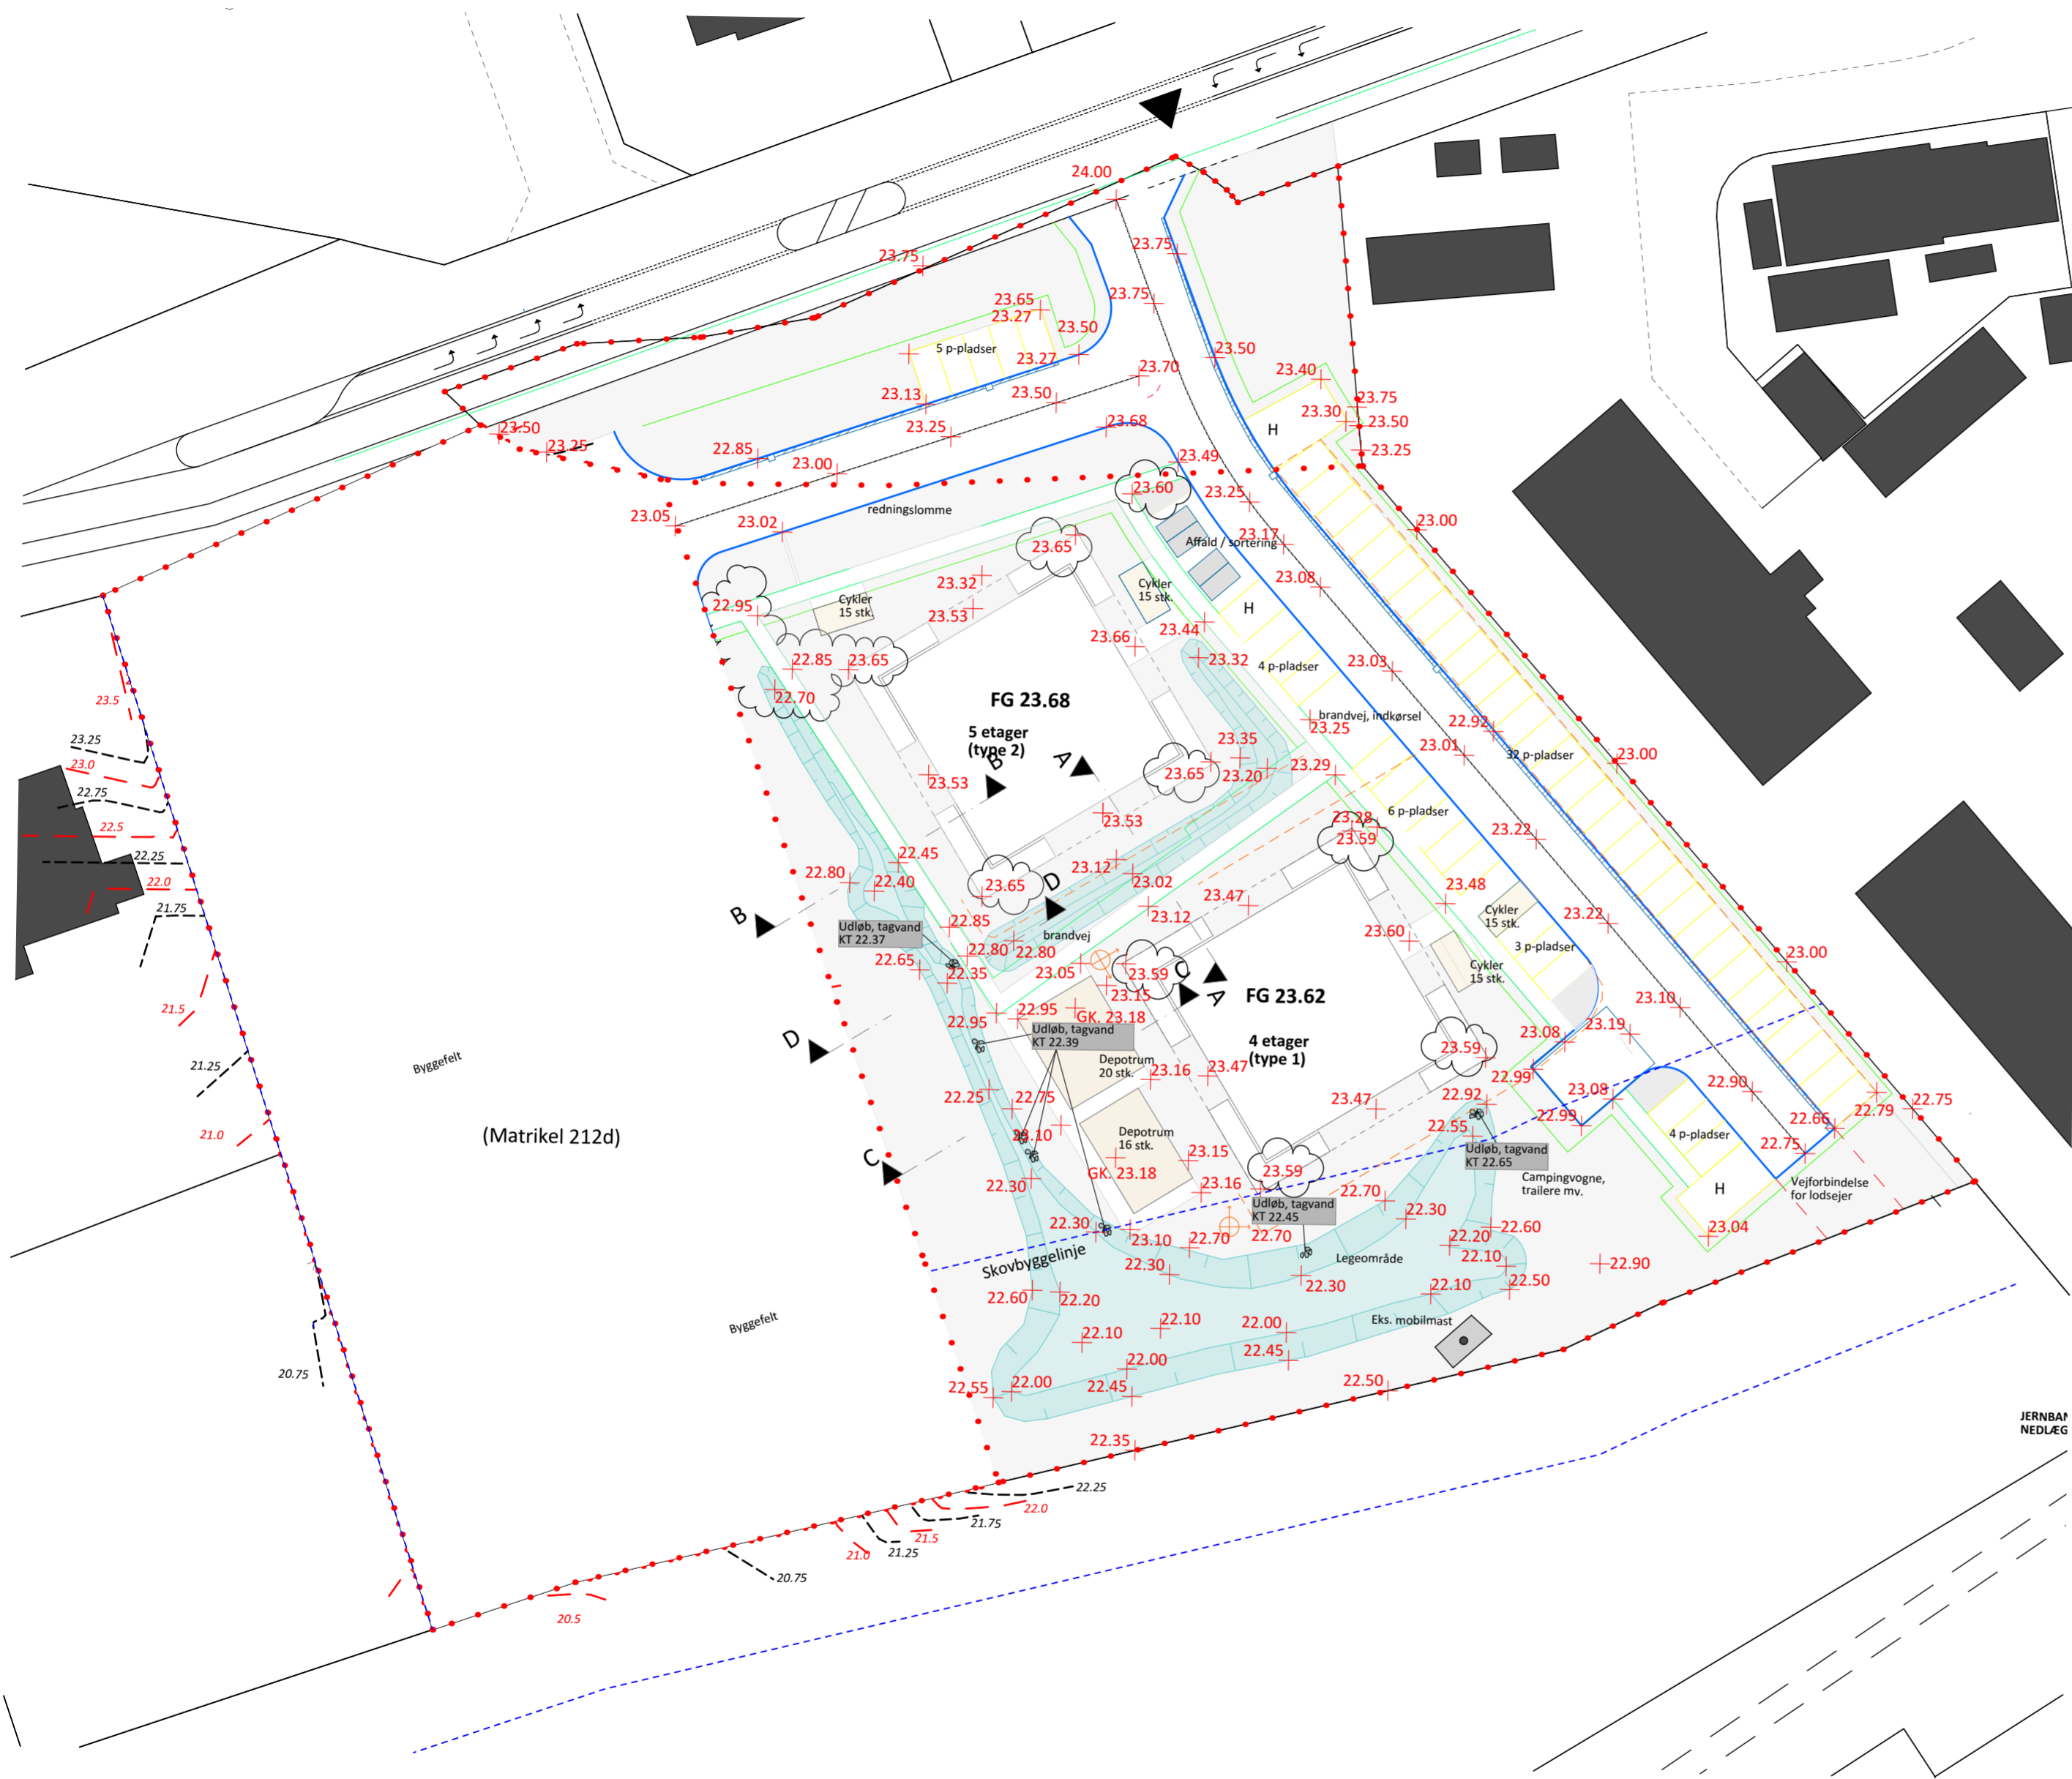 24.00
23.75
23.75
23.75
23.65
23.27
23.50
5 p-pladser
23.27
23.50
23.70
23.40
23.13
23.50
23.75
23.30
23.50
H
23.68
23.50
23.25
23.25
22.85
23.00
23.49
23.25
23.60
23.25
redningslomme
23.05
23.02
23.00
23.17
Affald / sortering
23.65
23.32
23.08
Cykler
15 stk.
Cykler
15 stk.
22.95
23.53
H
23.44
23.66
22.85
23.65
23.32
4 p-pladser
23.03
22.70
23.5
FG 23.68
brandvej, indkørsel
23.25
22.92
5 etager
(type 2)
23.25
23.35
23.01
32 p-pladser
23.00
B
A
23.0
23.65
23.20
23.29
23.53
22.75
23.53
6 p-pladser
22.5
23.28
23.59
23.22
22.25
22.45
23.12
22.80
22.40
23.02
22.0
23.65
D
23.48
21.75
23.47
23.12
23.22
Cykler
15 stk.
B
22.85
Udløb, tagvand
KT 22.37
brandvej
23.60
3 p-pladser
22.80
22.80
23.00
22.65
22.35
23.05
23.59
C
A
Cykler
15 stk.
23.15
FG 23.62
23.10
21.5
22.95
22.95
GK. 23.18
Udløb, tagvand
KT 22.39
D
23.08
23.19
4 etager
(type 1)
23.59
Byggefelt
21.25
Depotrum
20 stk.
23.16
23.47
22.99
23.08
22.90
22.25
22.75
23.47
22.92
22.99
22.66
22.79
22.75
21.0
(Matrikel 212d)
23.10
Depotrum
16 stk.
22.55
4 p-pladser
22.75
C
23.15
Udløb, tagvand
KT 22.65
GK. 23.18
23.59
22.30
23.16
22.70
Campingvogne,
trailere mv.
H
Vejforbindelse
for lodsejer
Udløb, tagvand
KT 22.45
22.30
22.30
23.10
22.70
22.70
22.60
23.04
22.20
Skovbyggelinje
22.30
Legeområde
22.10
22.90
22.30
22.10
22.50
22.60
22.20
Byggefelt
22.10
22.10
22.00
Eks. mobilmast
22.00
22.45
20.75
22.55
22.00
22.45
22.50
22.35
JERNBAN
NEDLÆG
22.25
22.0
21.75
21.5
21.25
21.0
20.75
20.5